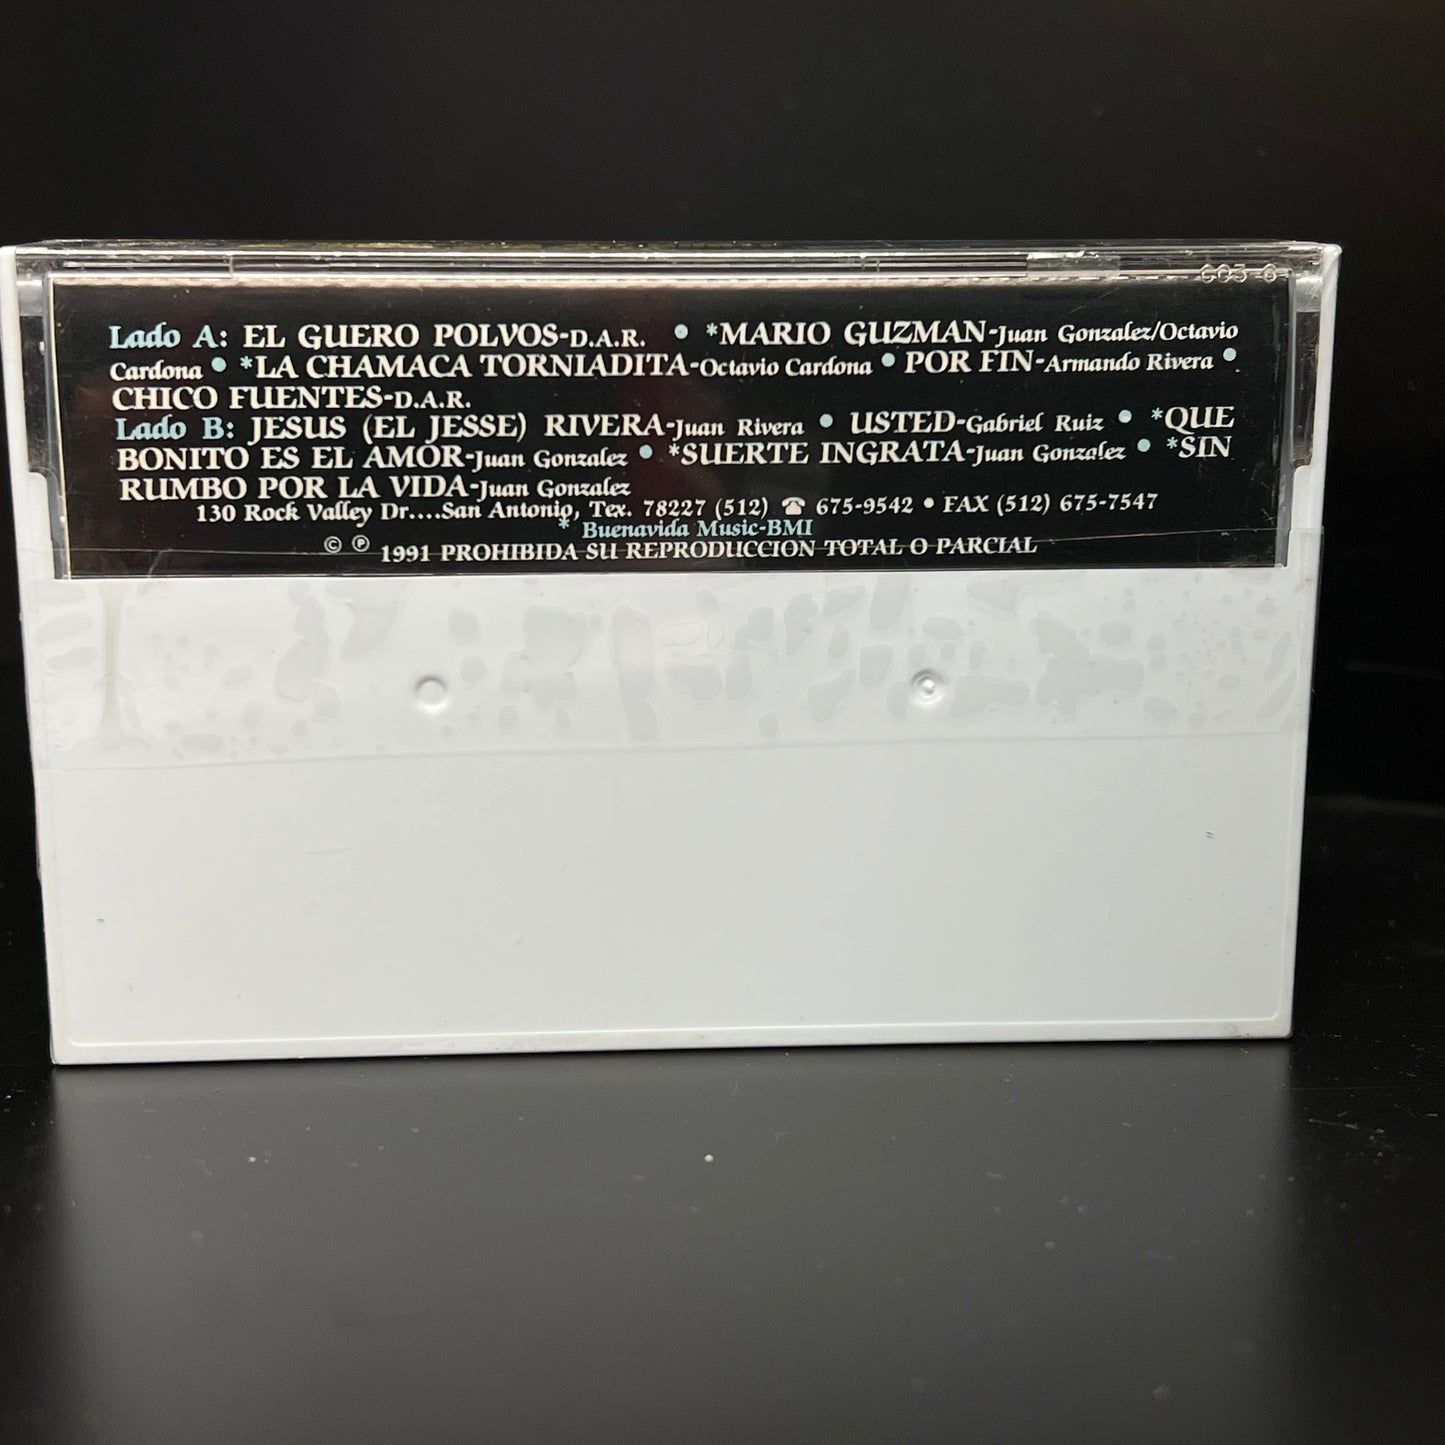 CO3-6
Lado A: EL GUERO POLVOS-D.A.R. • *MARIO GUZMAN-Juan Gonzalez/Octavio
Cardona • *LA CHAMACA TORNIADITA-Octavio Cardona • POR FIN-Armando Rivera •
CHICO FUENTES-D.A.R.
Lado B: JESUS (EL JESSE) RIVERA-Juan Rivera • USTED-Gabriel Ruiz • *QUE
BONITO ES EL AMOR-Juan Gonzalez • *SUERTE INGRATA-Juan Gonzalez • *SIN
RUMBO POR LA VIDA-Juan Gonzalez
130 Rock Valley Dr....San Antonio, Tex. 78227 (512) ☎ 675-9542 • FAX (512) 675-7547
* Buenavida Music-BMI
© ℗ 1991 PROHIBIDA SU REPRODUCCION TOTAL O PARCIAL